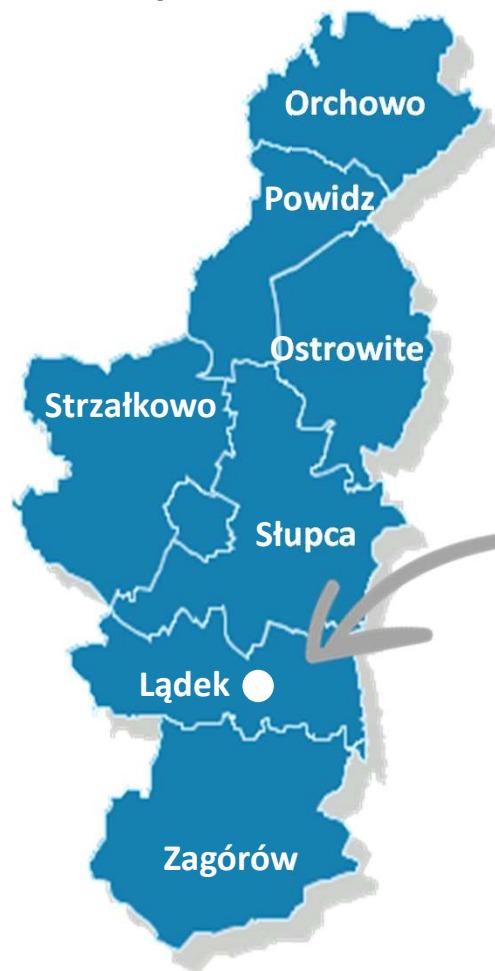 Orchowo
Powidz
Ostrowite
Strzałkowo
Słupca
Lądek
Zagórów